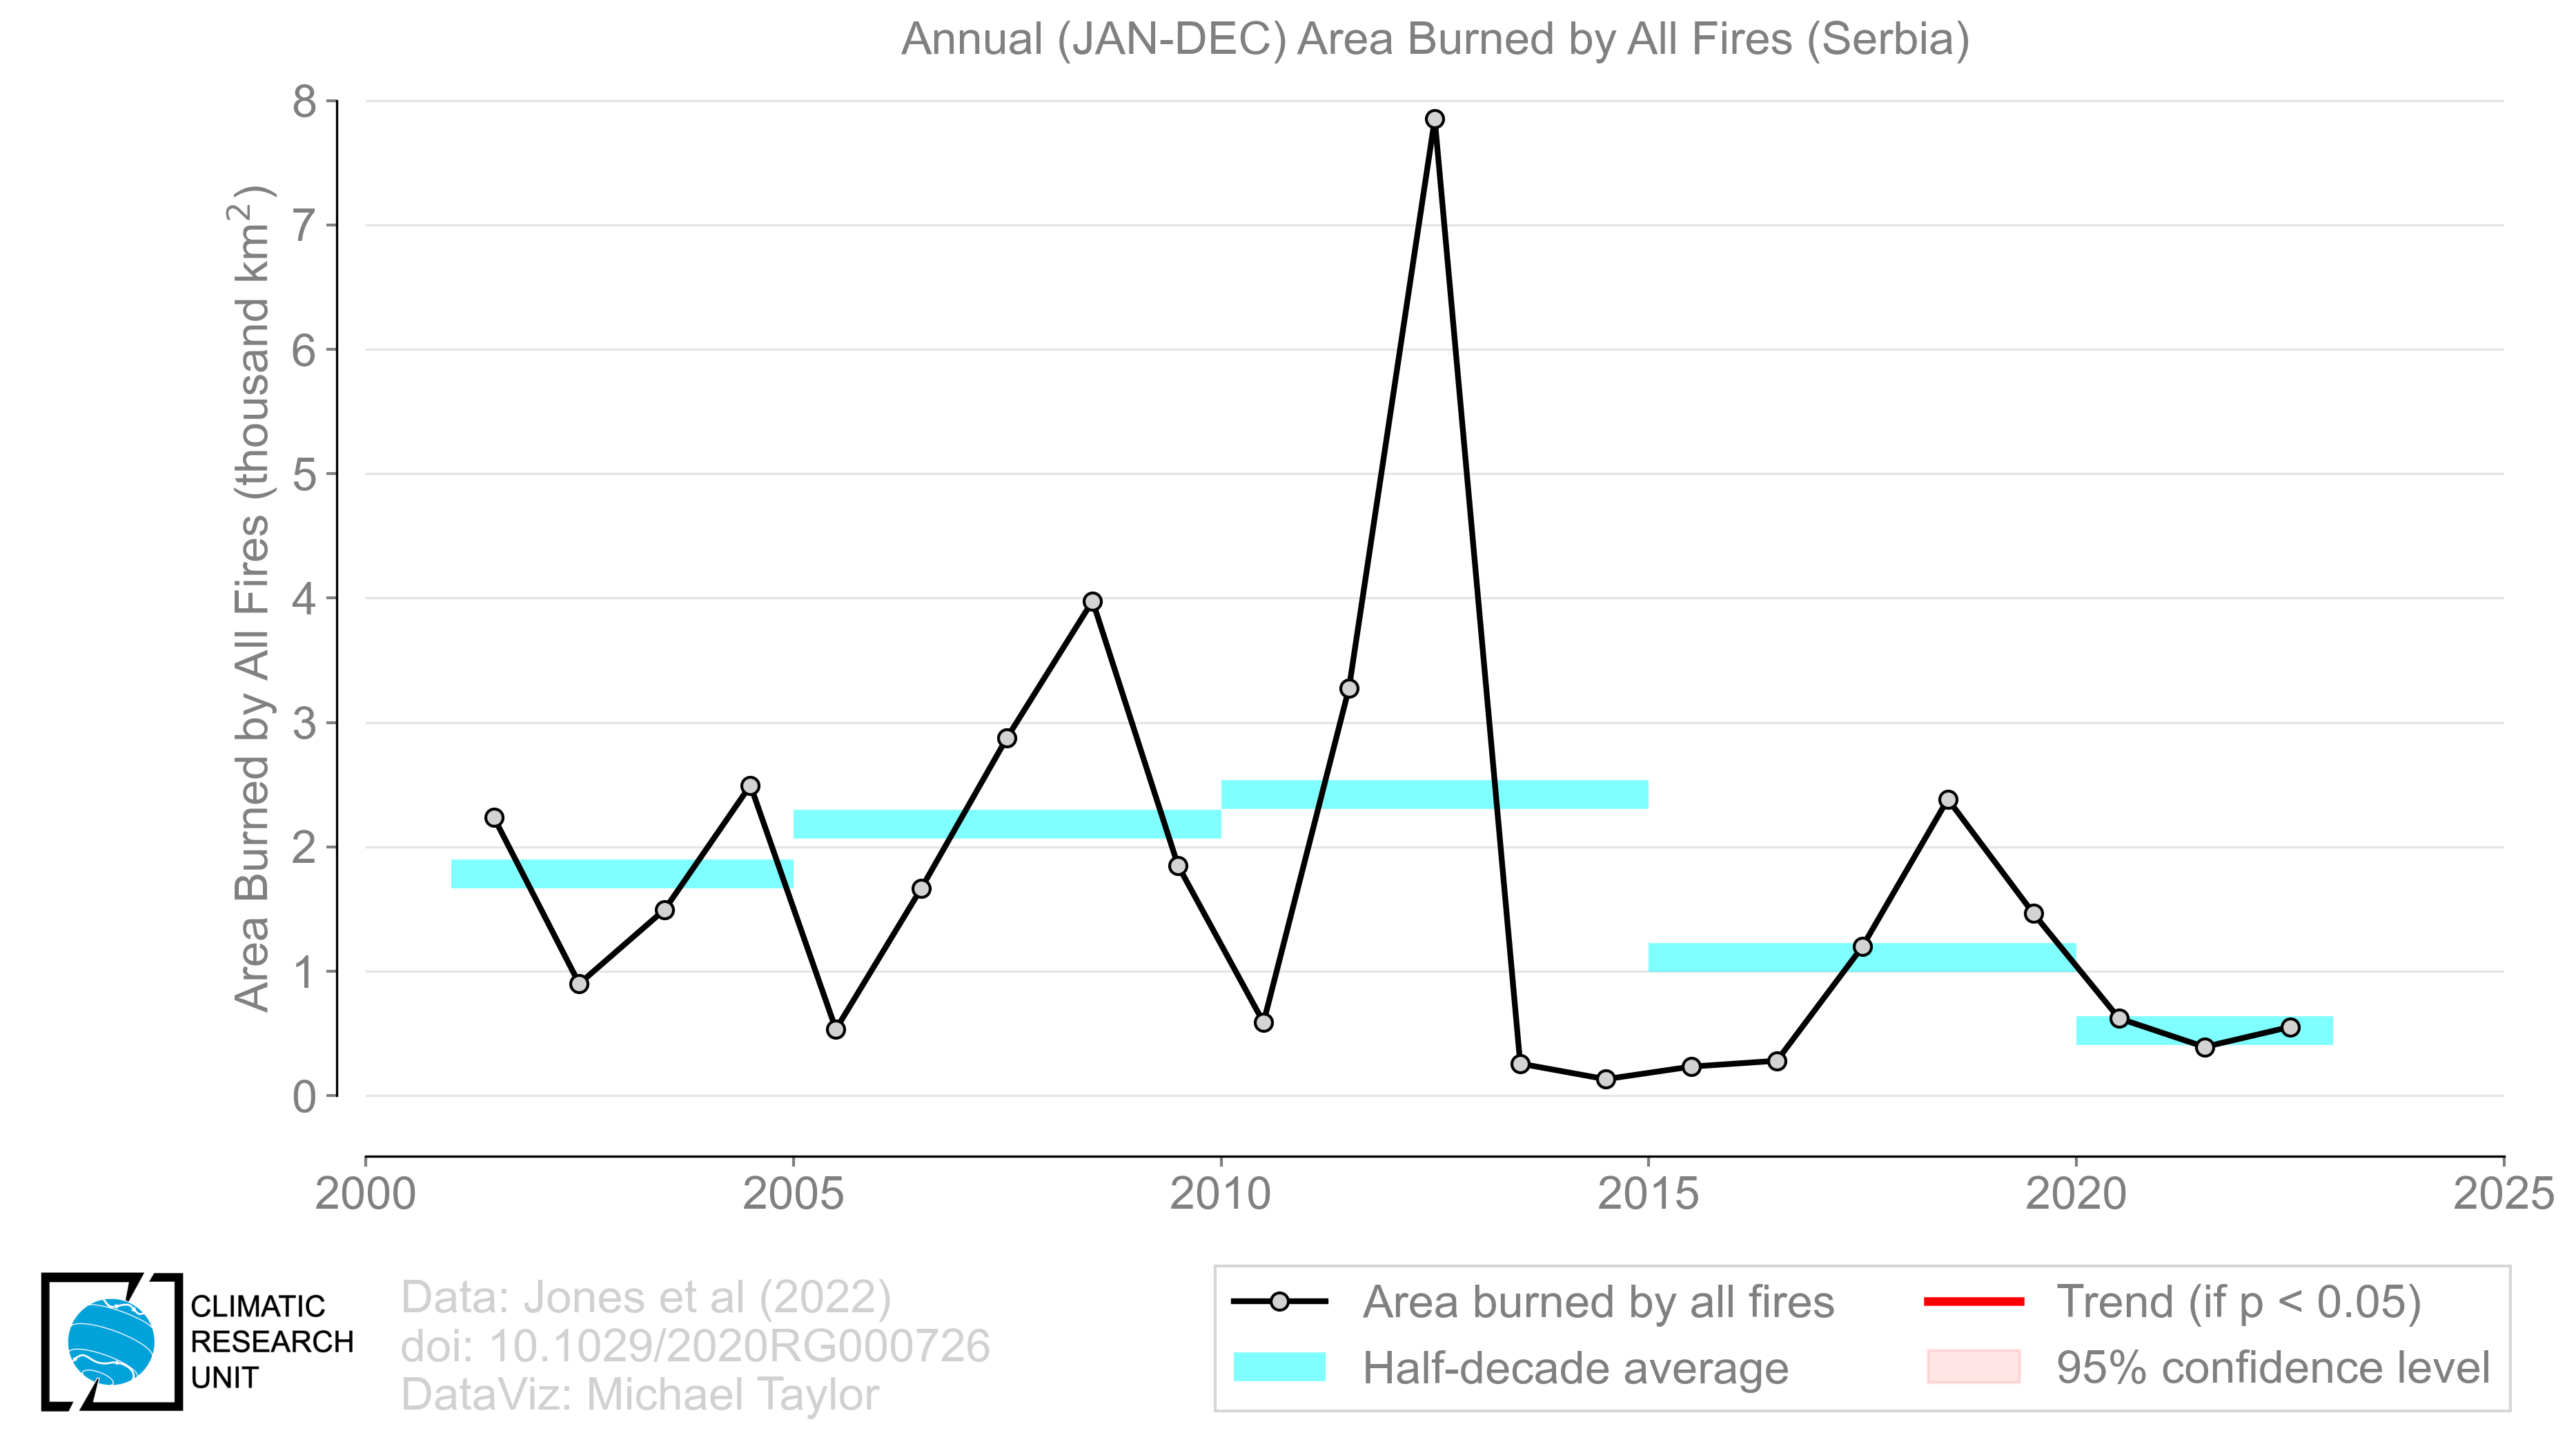 Annual (JAN-DEC) Area Burned by All Fires (Serbia)
Area Burned by All Fires (thousand km²)
8
7
6
5
4
3
2
1
0
2000 2005 2010 2015 2020 2025
CLIMATIC
RESEARCH
UNIT
Data: Jones et al (2022)
doi: 10.1029/2020RG000726
DataViz: Michael Taylor
Area burned by all fires
Half-decade average
Trend (if p < 0.05)
95% confidence level